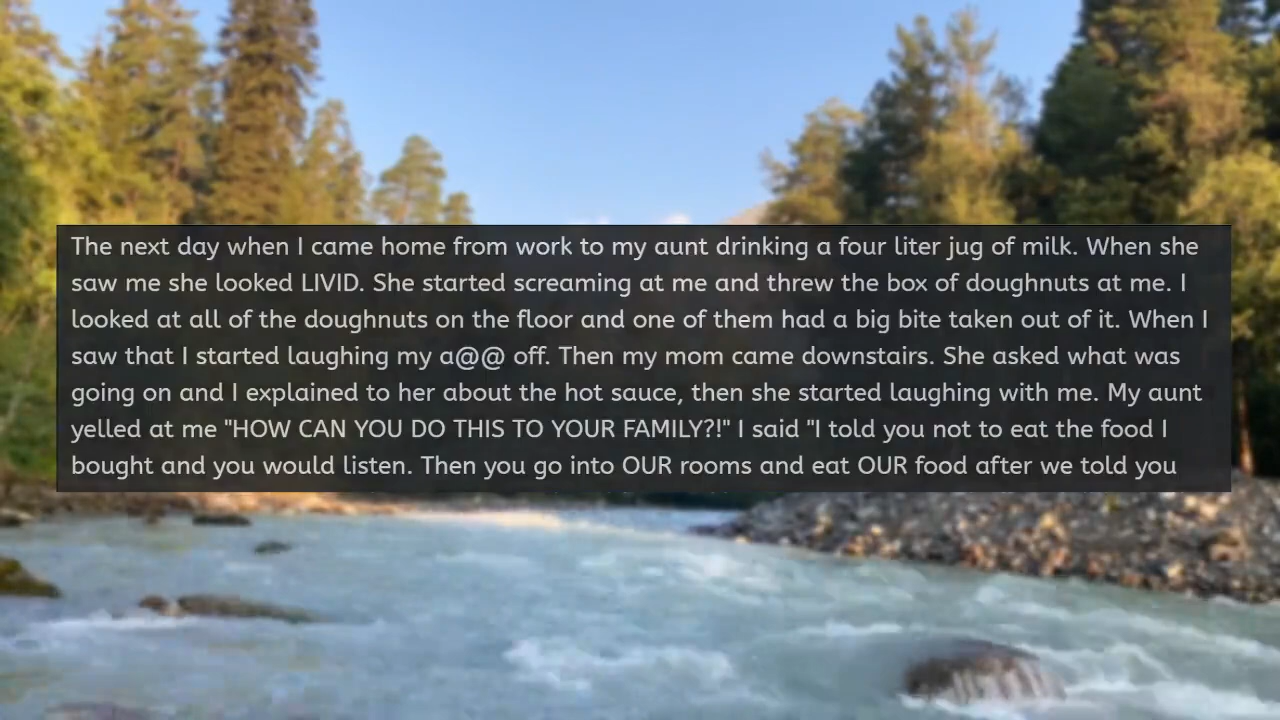 The next day when I came home from work to my aunt drinking a four liter jug of milk. When she
saw me she looked LIVID. She started screaming at me and threw the box of doughnuts at me. I
looked at all of the doughnuts on the floor and one of them had a big bite taken out of it. When I
saw that I started laughing my a@@ off. Then my mom came downstairs. She asked what was
going on and I explained to her about the hot sauce, then she started laughing with me. My aunt
yelled at me "HOW CAN YOU DO THIS TO YOUR FAMILY?!" I said "I told you not to eat the food I
bought and you would listen. Then you go into OUR rooms and eat OUR food after we told you